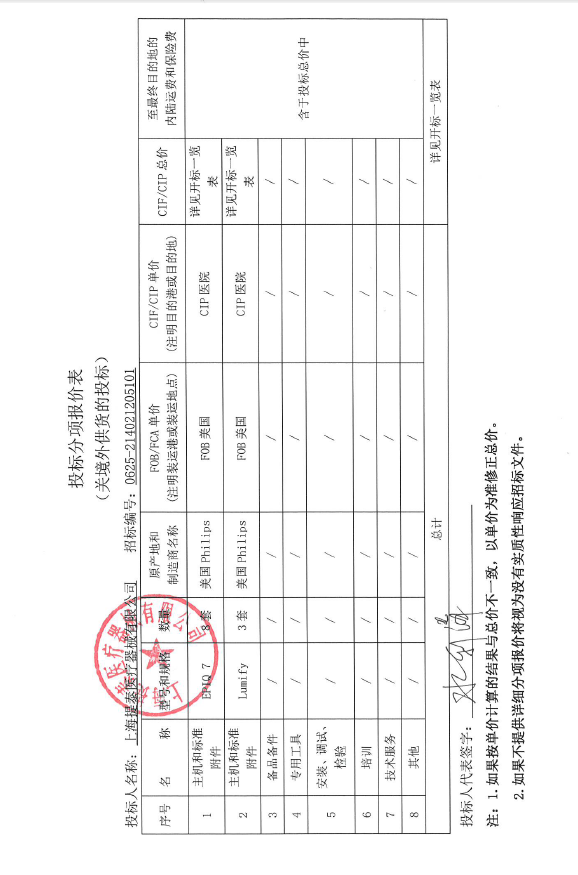 投标分项报价表
(关境外供货的投标)
投标人名称：上海提泰医疗器械有限公司 招标编号：0625-214021205101
序号 名 称 型号和规格 数量 原产地和制造商名称 FOB/FCA 单价(注明装运港或装运地点) CIF/CIP 单价(注明目的港或目的地) CIF/CIP 总价 至最终目的地的内陆运费和保险费
1 主机和标准附件 EPIQ 7 8 套 美国 Philips FOB 美国 CIP 医院 详见开标一览表 含于投标总价中
2 主机和标准附件 Lumify 3 套 美国 Philips FOB 美国 CIP 医院 详见开标一览表
3 备品备件 / / / / / /
4 专用工具 / / / / / /
5 安装、调试、检验 / / / / / /
6 培训 / / / / / /
7 技术服务 / / / / / /
8 其他 / / / / / /
总计 详见开标一览表
投标人代表签字：
注：1.如果按单价计算的结果与总价不一致，以单价为准修正总价。
2.如果不提供详细分项报价将视为没有实质性响应招标文件。